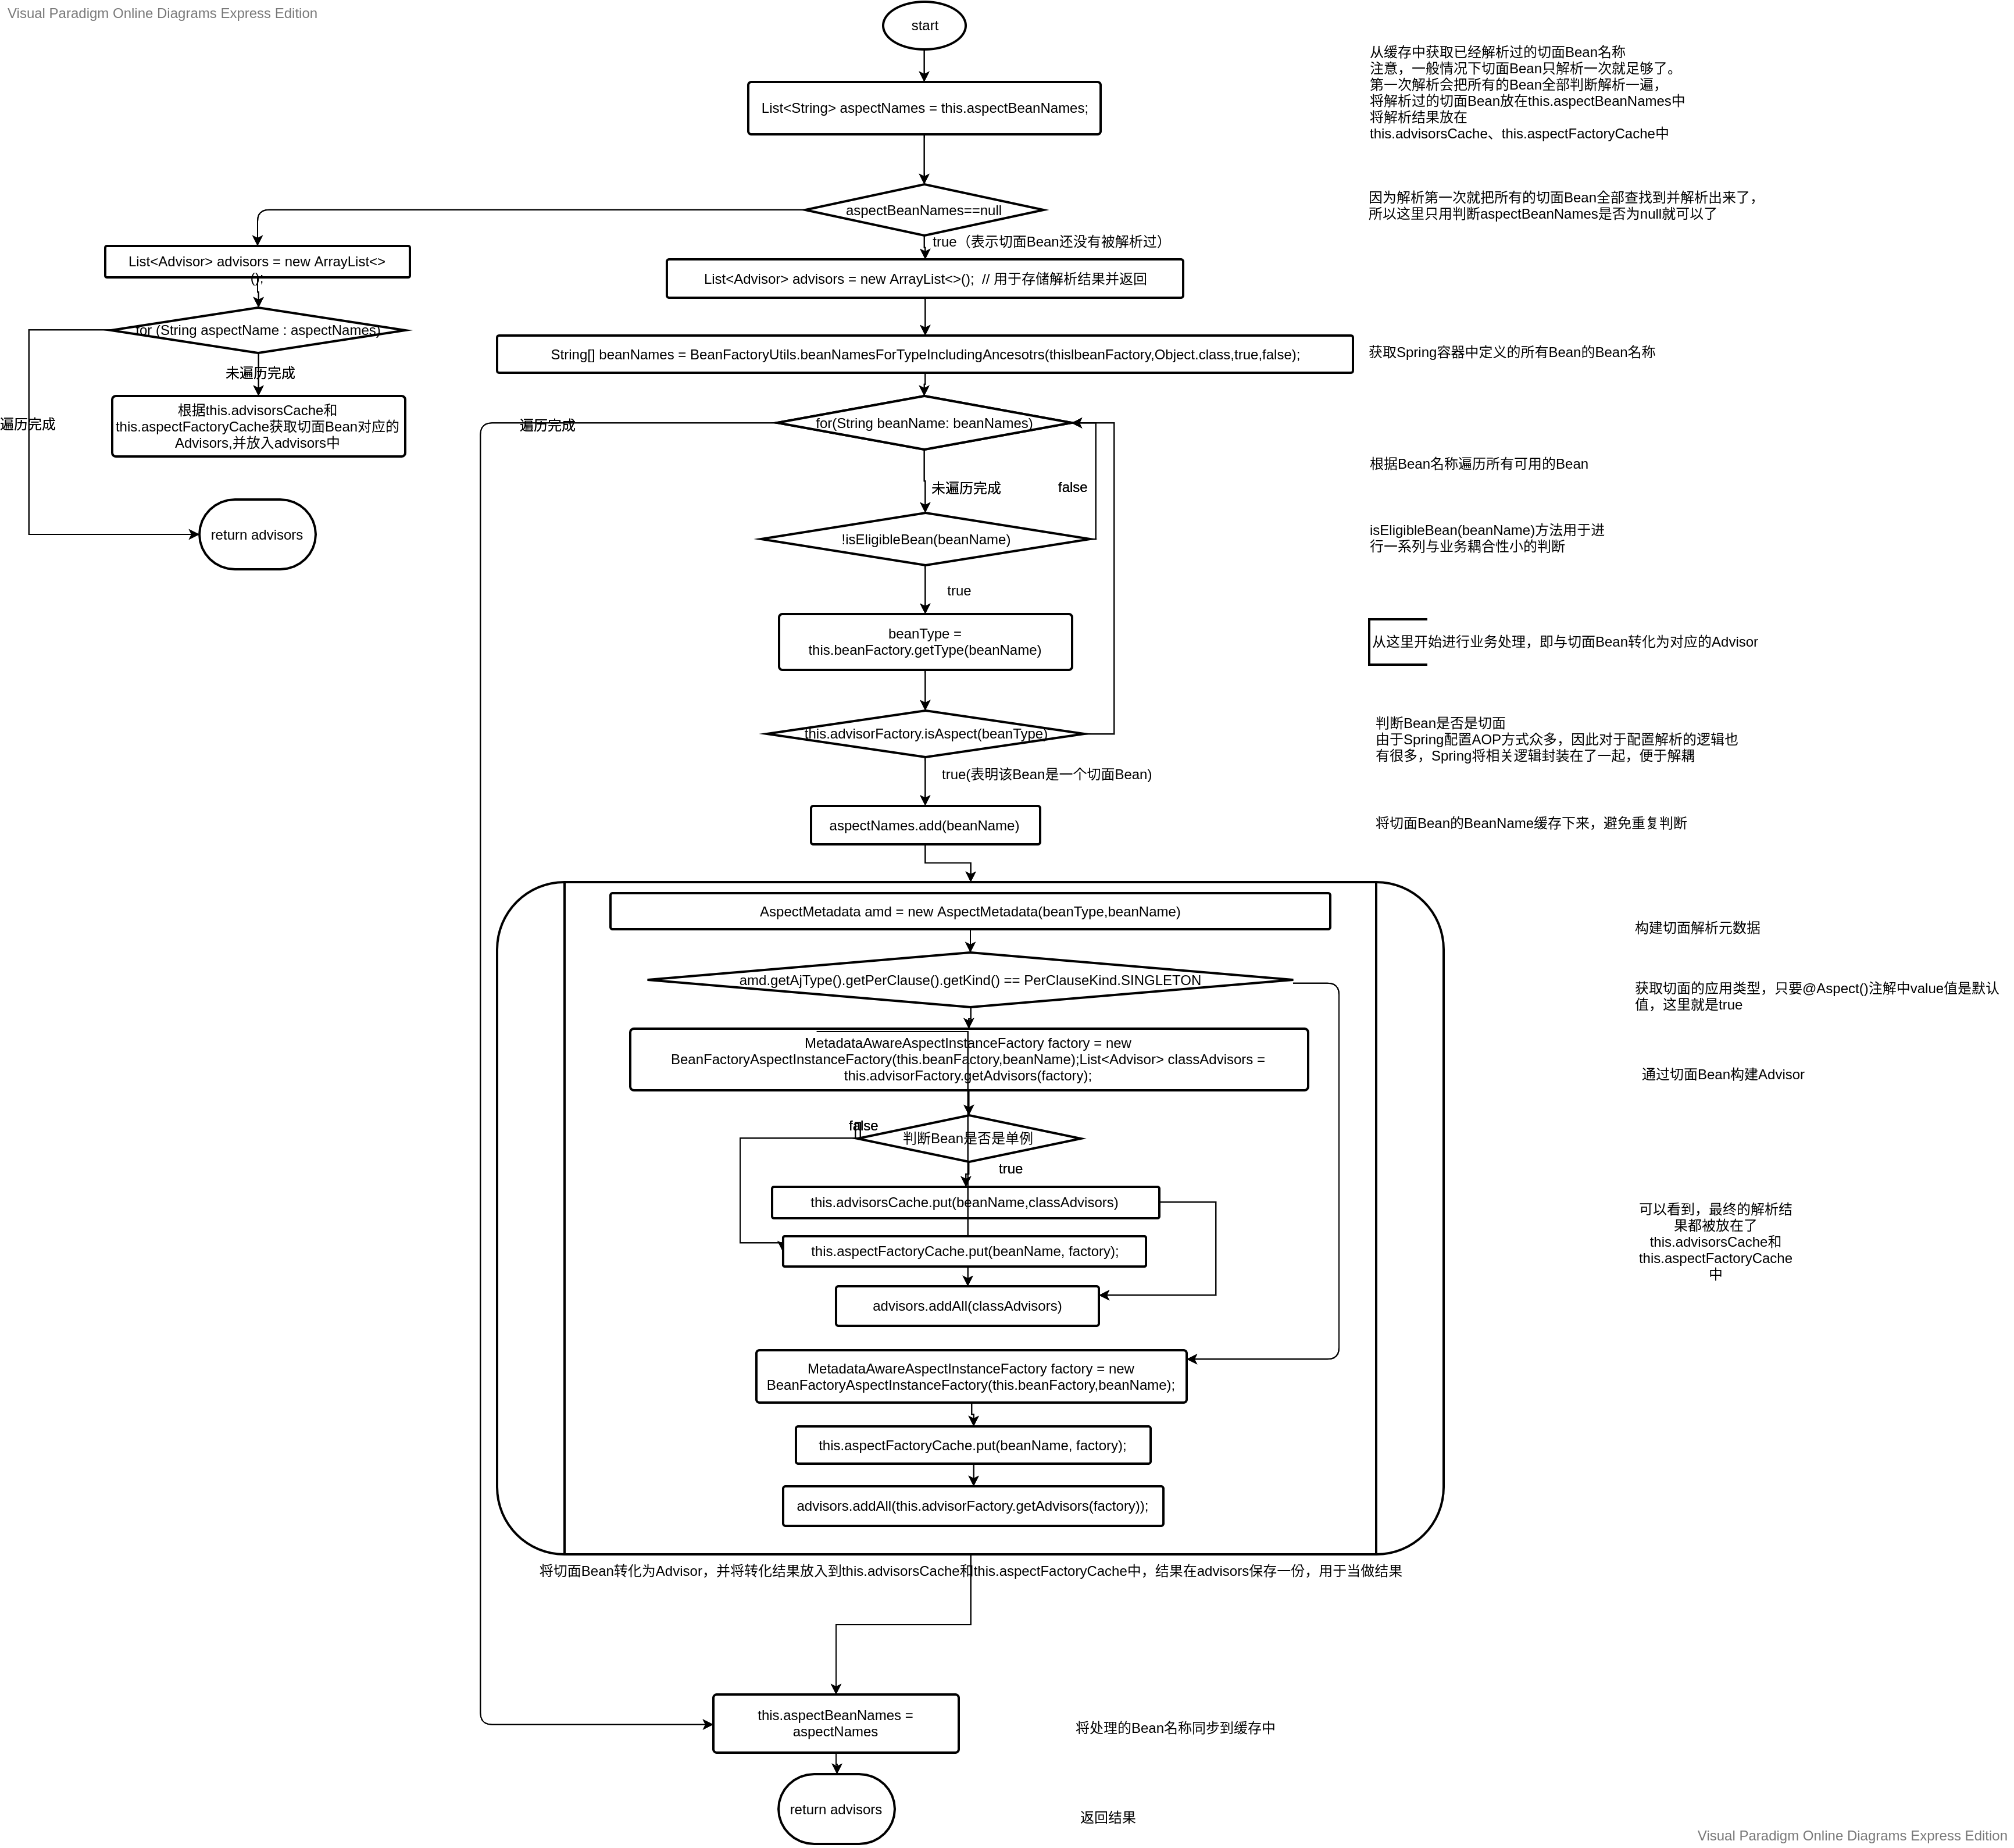 Visual Paradigm Online Diagrams Express Edition
start
List<String> aspectNames = this.aspectBeanNames;
从缓存中获取已经解析过的切面Bean名称
注意，一般情况下切面Bean只解析一次就足够了。
第一次解析会把所有的Bean全部判断解析一遍，
将解析过的切面Bean放在this.aspectBeanNames中
将解析结果放在
this.advisorsCache、this.aspectFactoryCache中
aspectBeanNames==null
因为解析第一次就把所有的切面Bean全部查找到并解析出来了，
所以这里只用判断aspectBeanNames是否为null就可以了
true（表示切面Bean还没有被解析过）
List<Advisor> advisors = new ArrayList<>
();
List<Advisor> advisors = new ArrayList<>();  // 用于存储解析结果并返回
for (String aspectName : aspectNames)
未遍历完成
遍历完成
根据this.advisorsCache和
this.aspectFactoryCache获取切面Bean对应的
Advisors,并放入advisors中
return advisors
String[] beanNames = BeanFactoryUtils.beanNamesForTypeIncludingAncesotrs(thislbeanFactory,Object.class,true,false);
获取Spring容器中定义的所有Bean的Bean名称
遍历完成
for(String beanName: beanNames)
根据Bean名称遍历所有可用的Bean
未遍历完成
false
!isEligibleBean(beanName)
isEligibleBean(beanName)方法用于进
行一系列与业务耦合性小的判断
true
beanType =
this.beanFactory.getType(beanName)
从这里开始进行业务处理，即与切面Bean转化为对应的Advisor
this.advisorFactory.isAspect(beanType)
判断Bean是否是切面
由于Spring配置AOP方式众多，因此对于配置解析的逻辑也
有很多，Spring将相关逻辑封装在了一起，便于解耦
true(表明该Bean是一个切面Bean)
aspectNames.add(beanName)
将切面Bean的BeanName缓存下来，避免重复判断
AspectMetadata amd = new AspectMetadata(beanType,beanName)
构建切面解析元数据
amd.getAjType().getPerClause().getKind() == PerClauseKind.SINGLETON
获取切面的应用类型，只要@Aspect()注解中value值是默认
值，这里就是true
MetadataAwareAspectInstanceFactory factory = new
BeanFactoryAspectInstanceFactory(this.beanFactory,beanName);List<Advisor> classAdvisors =
this.advisorFactory.getAdvisors(factory);
通过切面Bean构建Advisor
false
判断Bean是否是单例
true
this.advisorsCache.put(beanName,classAdvisors)
this.aspectFactoryCache.put(beanName, factory);
可以看到，最终的解析结
果都被放在了
this.advisorsCache和
this.aspectFactoryCache
中
advisors.addAll(classAdvisors)
MetadataAwareAspectInstanceFactory factory = new
BeanFactoryAspectInstanceFactory(this.beanFactory,beanName);
this.aspectFactoryCache.put(beanName, factory);
advisors.addAll(this.advisorFactory.getAdvisors(factory));
将切面Bean转化为Advisor，并将转化结果放入到this.advisorsCache和this.aspectFactoryCache中，结果在advisors保存一份，用于当做结果
this.aspectBeanNames =
aspectNames
将处理的Bean名称同步到缓存中
return advisors
返回结果
Visual Paradigm Online Diagrams Express Edition